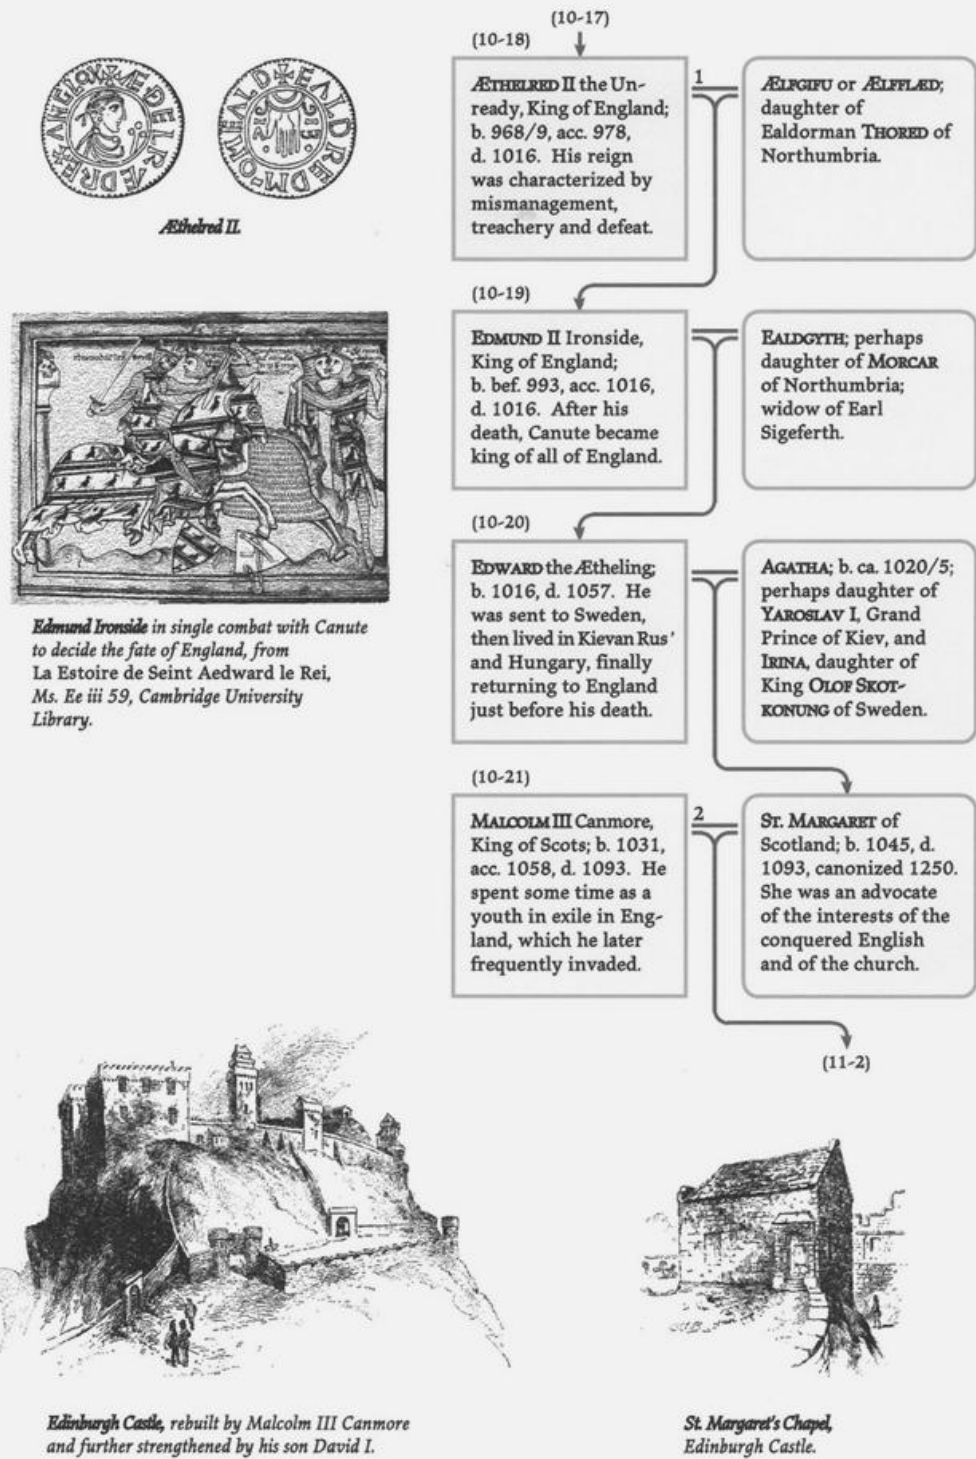 (10-17)
(10-18)
ÆTHELRED II the Un-
ready, King of England;
b. 968/9, acc. 978,
d. 1016. His reign
was characterized by
mismanagement,
treachery and defeat.
1
ÆLFGIFU or ÆLFFLÆD;
daughter of
Ealdorman THORED of
Northumbria.
Æthelred II.
(10-19)
EDMUND II Ironside,
King of England;
b. bef. 993, acc. 1016,
d. 1016. After his
death, Canute became
king of all of England.
EALDGYTH; perhaps
daughter of MORCAR
of Northumbria;
widow of Earl
Sigeferth.
Edmund Ironside in single combat with Canute
to decide the fate of England, from
La Estoire de Seint Aedward le Rei,
Ms. Ee iii 59, Cambridge University
Library.
(10-20)
EDWARD the Ætheling;
b. 1016, d. 1057. He
was sent to Sweden,
then lived in Kievan Rus'
and Hungary, finally
returning to England
just before his death.
AGATHA; b. ca. 1020/5;
perhaps daughter of
YAROSLAV I, Grand
Prince of Kiev, and
IRINA, daughter of
King OLOF SKOT-
KONUNG of Sweden.
(10-21)
MALCOLM III Canmore,
King of Scots; b. 1031,
acc. 1058, d. 1093. He
spent some time as a
youth in exile in Eng-
land, which he later
frequently invaded.
2
ST. MARGARET of
Scotland; b. 1045, d.
1093, canonized 1250.
She was an advocate
of the interests of the
conquered English
and of the church.
(11-2)
Edinburgh Castle, rebuilt by Malcolm III Canmore
and further strengthened by his son David I.
St. Margaret's Chapel,
Edinburgh Castle.